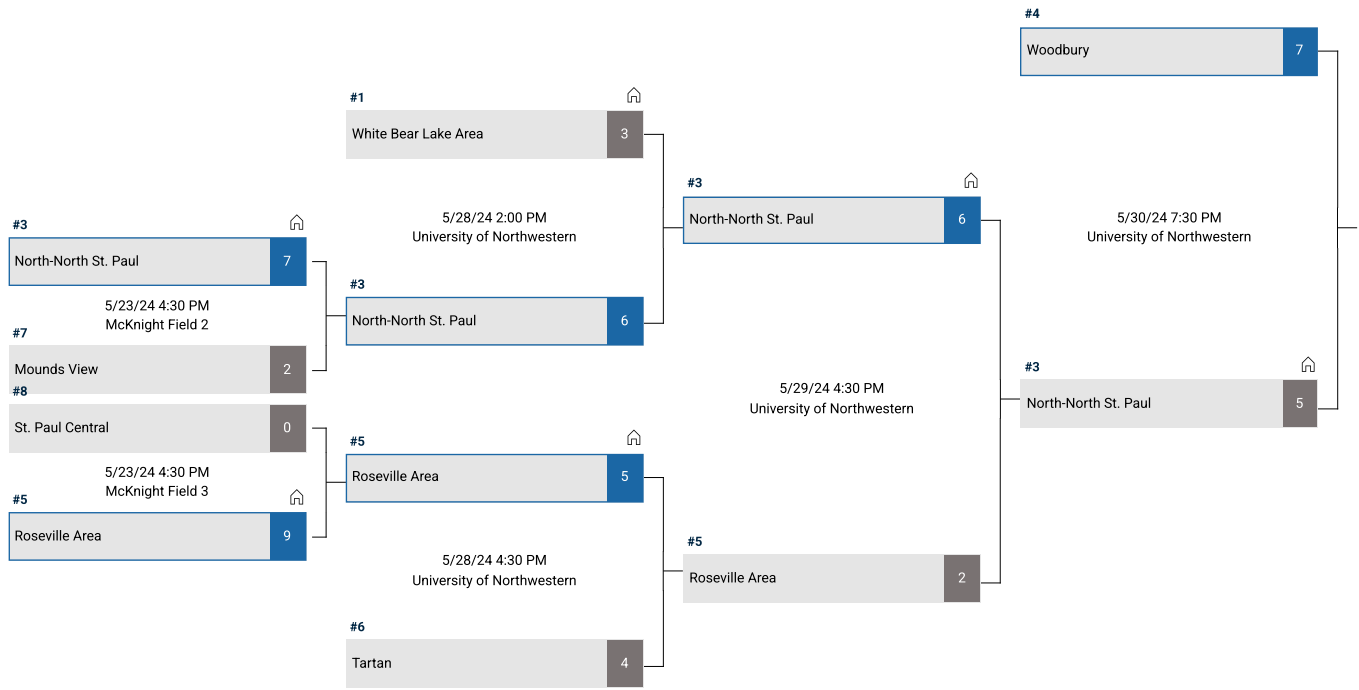 #3
North-North St. Paul 7
5/23/24 4:30 PM
McKnight Field 2
#7
Mounds View 2
#8
St. Paul Central 0
5/23/24 4:30 PM
McKnight Field 3
#5
Roseville Area 9
#1
White Bear Lake Area 3
5/28/24 2:00 PM
University of Northwestern
#3
North-North St. Paul 6
#5
Roseville Area 5
5/28/24 4:30 PM
University of Northwestern
#6
Tartan 4
#3
North-North St. Paul 6
5/29/24 4:30 PM
University of Northwestern
#5
Roseville Area 2
#4
Woodbury 7
5/30/24 7:30 PM
University of Northwestern
#3
North-North St. Paul 5